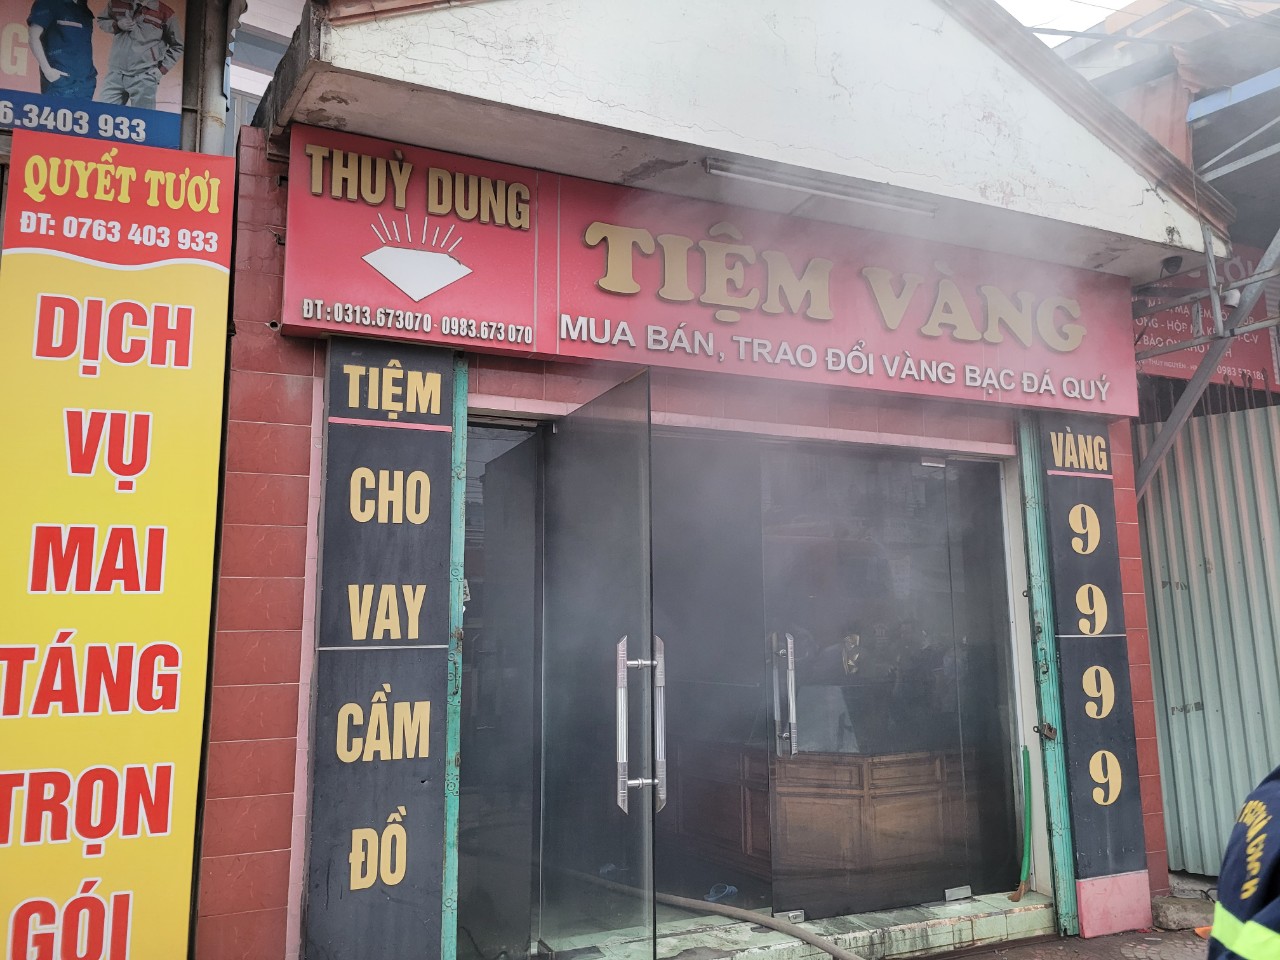 6.3403 933
QUYẾT TƯƠI
ĐT: 0763 403 933
DỊCH
VỤ
MAI
TÁNG
TRỌN
GÓI
THUỲ DUNG
ĐT: 0313.673070 - 0983.673 070
TIỆM VÀNG
MUA BÁN, TRAO ĐỔI VÀNG BẠC ĐÁ QUÝ
TIỆM
CHO
VAY
CẦM
ĐỒ
VÀNG
9
9
9
9